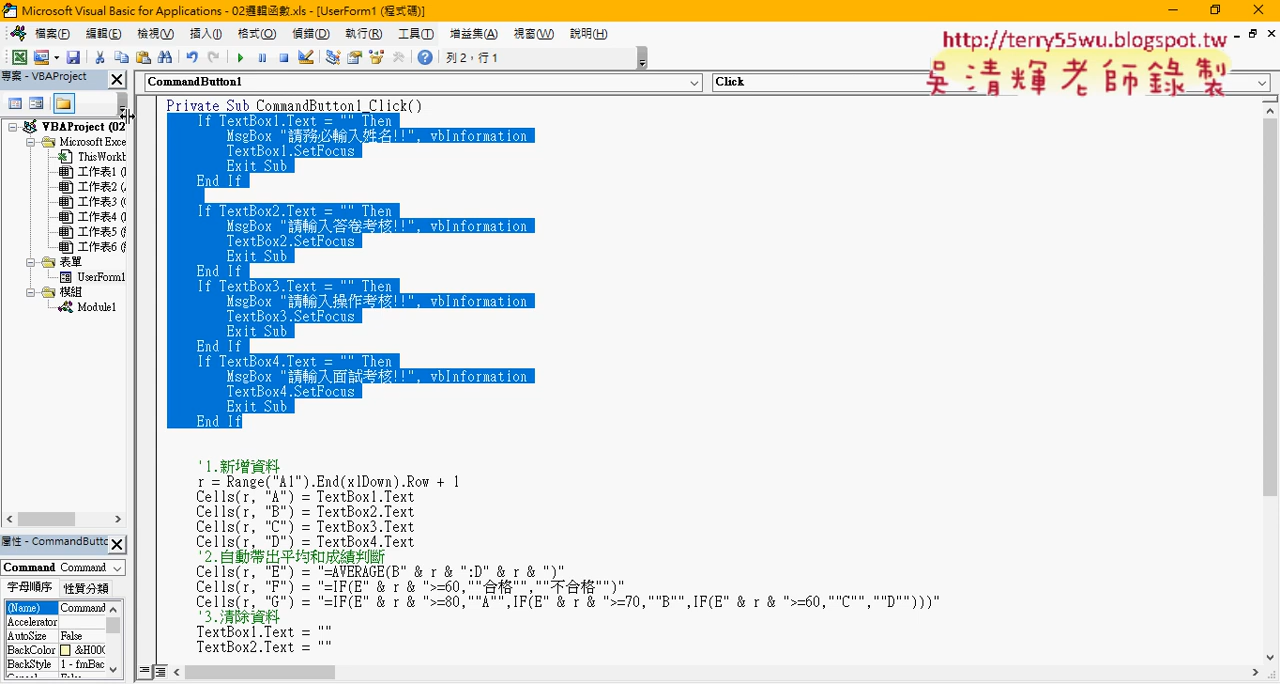 Microsoft Visual Basic for Applications - 02邏輯函數.xls - [UserForm1 (程式碼)]
檔案(F) 編輯(E) 檢視(V) 插入(I) 格式(O) 偵錯(D) 執行(R) 工具(T) 增益集(A) 視窗(W) 說明(H)
http://terry55wu.blogspot.tw
吳清輝老師錄製
列 2，行 1
專案 - VBAProject
CommandButton1
Click
VBAProject (02
Microsoft Exce
ThisWorkb
工作表1 (
工作表2 (
工作表3 (
工作表4 (
工作表5 (
工作表6 (
表單
UserForm1
模組
Module1
Private Sub CommandButton1_Click()
If TextBox1.Text = "" Then
MsgBox "請務必輸入姓名!!", vbInformation
TextBox1.SetFocus
Exit Sub
End If
If TextBox2.Text = "" Then
MsgBox "請輸入答卷考核!!", vbInformation
TextBox2.SetFocus
Exit Sub
End If
If TextBox3.Text = "" Then
MsgBox "請輸入操作考核!!", vbInformation
TextBox3.SetFocus
Exit Sub
End If
If TextBox4.Text = "" Then
MsgBox "請輸入面試考核!!", vbInformation
TextBox4.SetFocus
Exit Sub
End If
'1.新增資料
r = Range("A1").End(xlDown).Row + 1
Cells(r, "A") = TextBox1.Text
Cells(r, "B") = TextBox2.Text
Cells(r, "C") = TextBox3.Text
Cells(r, "D") = TextBox4.Text
'2.自動帶出平均和成績判斷
Cells(r, "E") = "=AVERAGE(B" & r & ":D" & r & ")"
Cells(r, "F") = "=IF(E" & r & ">=60,""合格"",""不合格"")"
Cells(r, "G") = "=IF(E" & r & ">=80,""A"",IF(E" & r & ">=70,""B"",IF(E" & r & ">=60,""C"",""D"")))"
'3.清除資料
TextBox1.Text = ""
TextBox2.Text = ""
屬性 - CommandButto
Command Command
字母順序 性質分類
(Name) Command
Accelerator
AutoSize False
BackColor &H00(
BackStyle 1 - fmBac